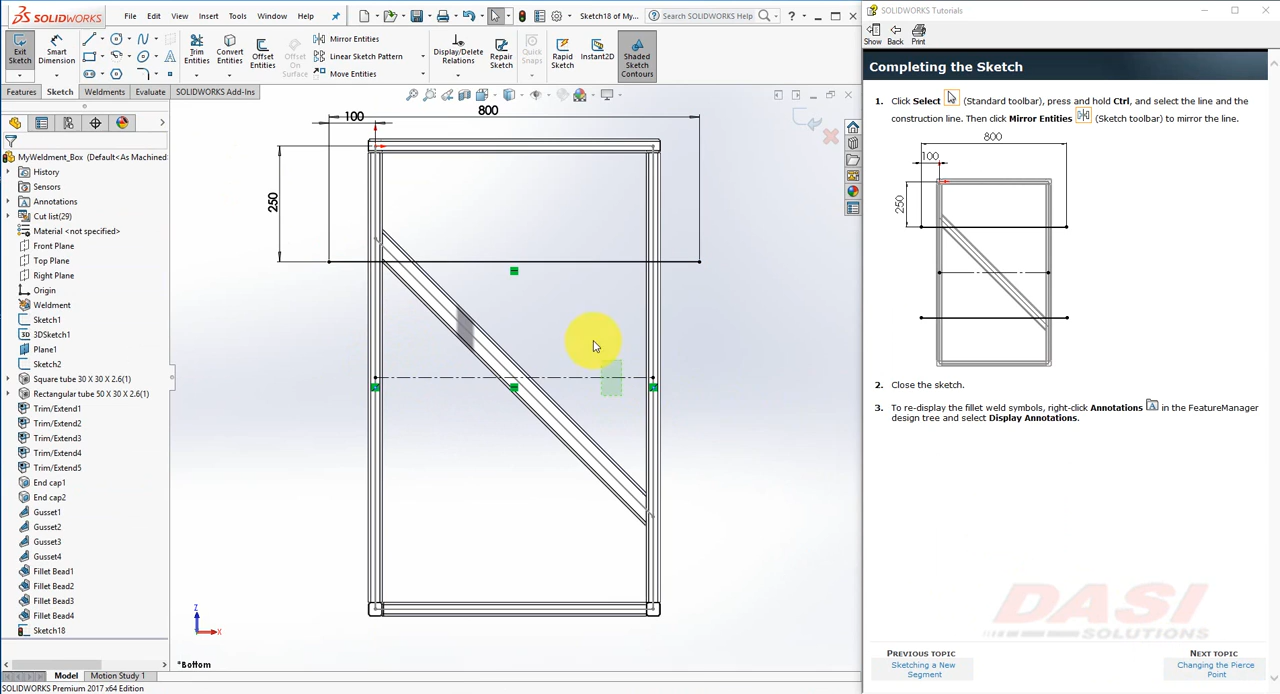 SOLIDWORKS
File
Edit
View
Insert
Tools
Window
Help
Sketch18 of My...
Search SOLIDWORKS Help
?
SOLIDWORKS Tutorials
Exit Sketch
Smart Dimension
Trim Entities
Convert Entities
Offset Entities
Offset On Surface
Mirror Entities
Linear Sketch Pattern
Move Entities
Display/Delete Relations
Repair Sketch
Quick Snaps
Rapid Sketch
Instant2D
Shaded Sketch Contours
Show
Back
Print
Features
Sketch
Weldments
Evaluate
SOLIDWORKS Add-Ins
MyWeldment_Box (Default<As Machined
History
Sensors
Annotations
Cut list(29)
Material <not specified>
Front Plane
Top Plane
Right Plane
Origin
Weldment
Sketch1
3DSketch1
Plane1
Sketch2
Square tube 30 X 30 X 2.6(1)
Rectangular tube 50 X 30 X 2.6(1)
Trim/Extend1
Trim/Extend2
Trim/Extend3
Trim/Extend4
Trim/Extend5
End cap1
End cap2
Gusset1
Gusset2
Gusset3
Gusset4
Fillet Bead1
Fillet Bead2
Fillet Bead3
Fillet Bead4
Sketch18
100
800
250
Z
X
*Bottom
Model
Motion Study 1
SOLIDWORKS Premium 2017 x64 Edition
Completing the Sketch
1. Click Select (Standard toolbar), press and hold Ctrl, and select the line and the
construction line. Then click Mirror Entities (Sketch toolbar) to mirror the line.
800
100
250
2. Close the sketch.
3. To re-display the fillet weld symbols, right-click Annotations in the FeatureManager
design tree and select Display Annotations.
DASI
SOLUTIONS
PREVIOUS TOPIC
Sketching a New
Segment
NEXT TOPIC
Changing the Pierce
Point